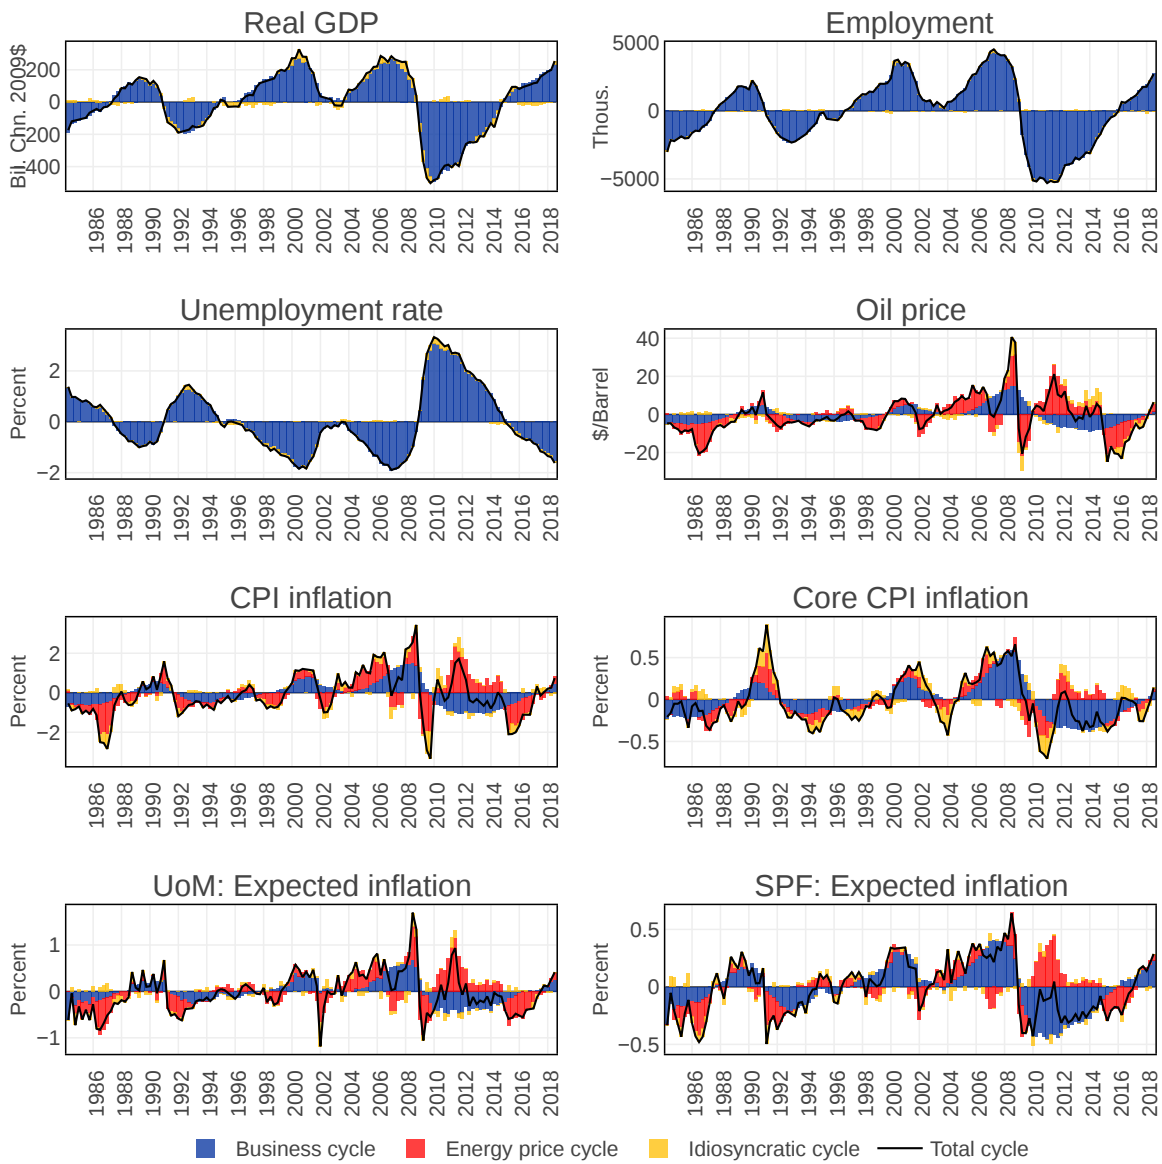 Real GDP
Bil. Chn. 2009$
200
0
−200
−400
1986 1988 1990 1992 1994 1996 1998 2000 2002 2004 2006 2008 2010 2012 2014 2016 2018
Employment
Thous.
5000
0
−5000
1986 1988 1990 1992 1994 1996 1998 2000 2002 2004 2006 2008 2010 2012 2014 2016 2018
Unemployment rate
Percent
2
0
−2
1986 1988 1990 1992 1994 1996 1998 2000 2002 2004 2006 2008 2010 2012 2014 2016 2018
Oil price
$/Barrel
40
20
0
−20
1986 1988 1990 1992 1994 1996 1998 2000 2002 2004 2006 2008 2010 2012 2014 2016 2018
CPI inflation
Percent
2
0
−2
1986 1988 1990 1992 1994 1996 1998 2000 2002 2004 2006 2008 2010 2012 2014 2016 2018
Core CPI inflation
Percent
0.5
0
−0.5
1986 1988 1990 1992 1994 1996 1998 2000 2002 2004 2006 2008 2010 2012 2014 2016 2018
UoM: Expected inflation
Percent
1
0
−1
1986 1988 1990 1992 1994 1996 1998 2000 2002 2004 2006 2008 2010 2012 2014 2016 2018
SPF: Expected inflation
Percent
0.5
0
−0.5
1986 1988 1990 1992 1994 1996 1998 2000 2002 2004 2006 2008 2010 2012 2014 2016 2018
Business cycle Energy price cycle Idiosyncratic cycle Total cycle